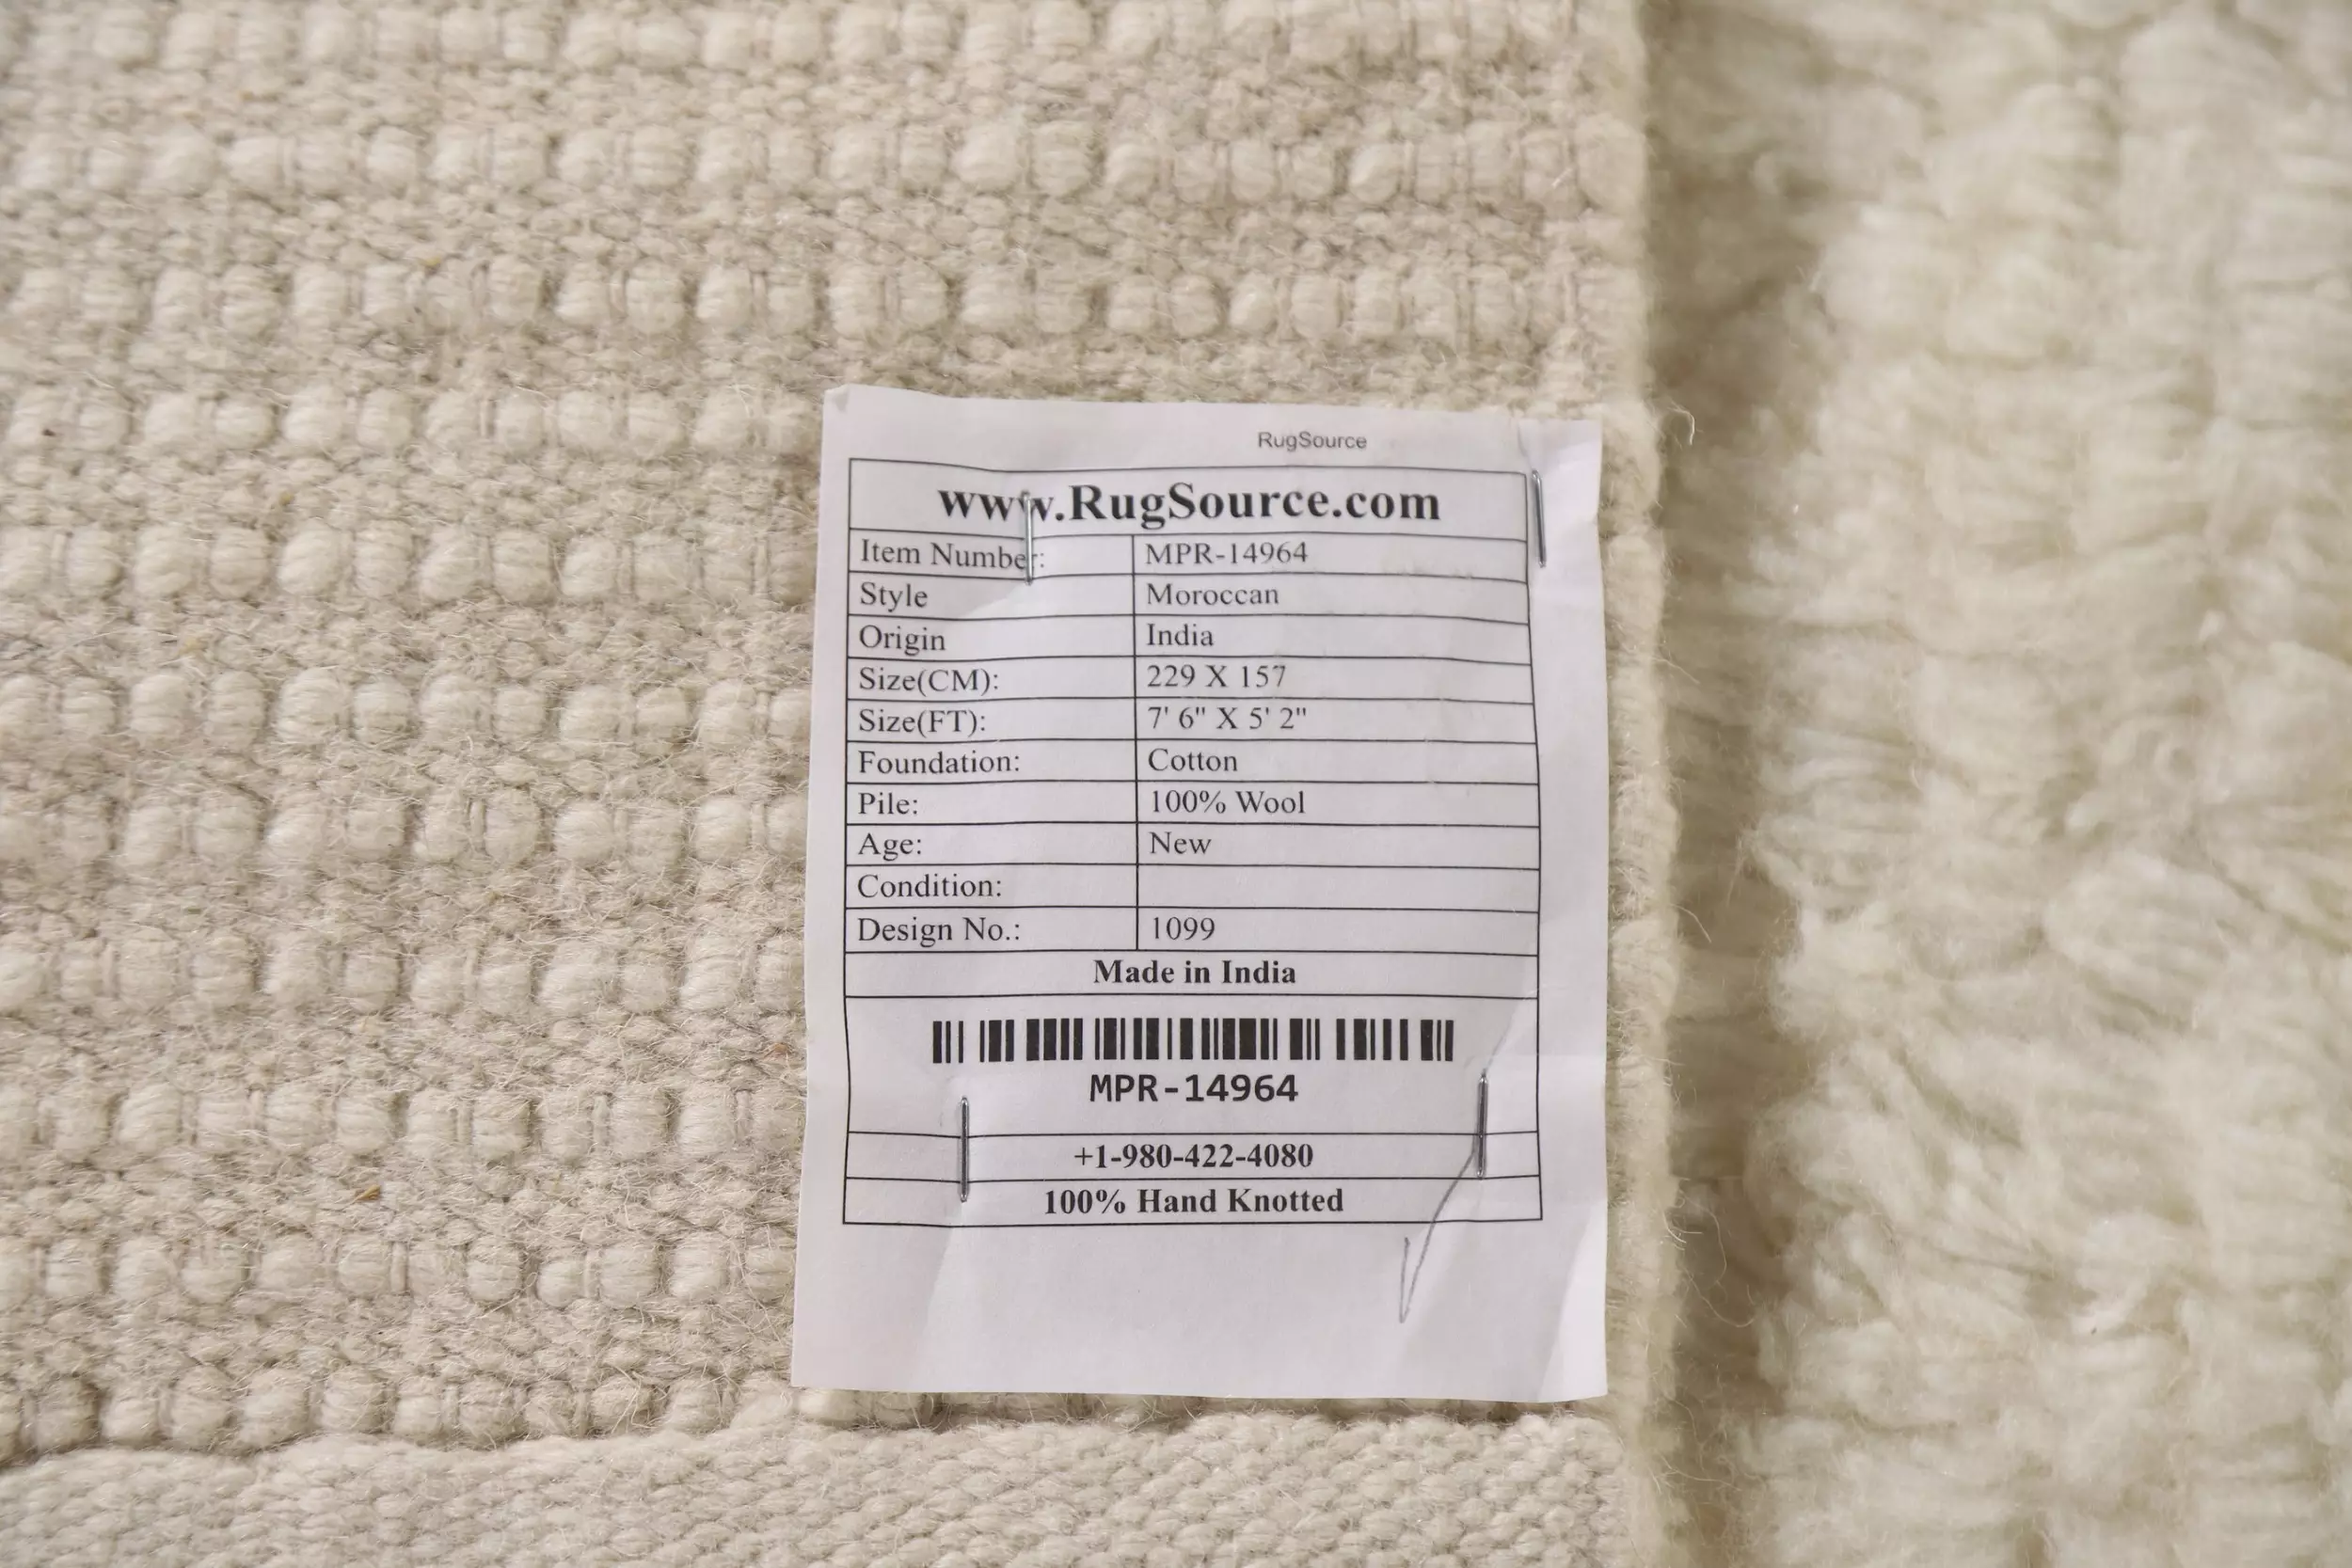 RugSource
www.RugSource.com
Item Number: MPR-14964
Style Moroccan
Origin India
Size(CM): 229 X 157
Size(FT): 7' 6" X 5' 2"
Foundation: Cotton
Pile: 100% Wool
Age: New
Condition:
Design No.: 1099
Made in India
MPR-14964
+1-980-422-4080
100% Hand Knotted